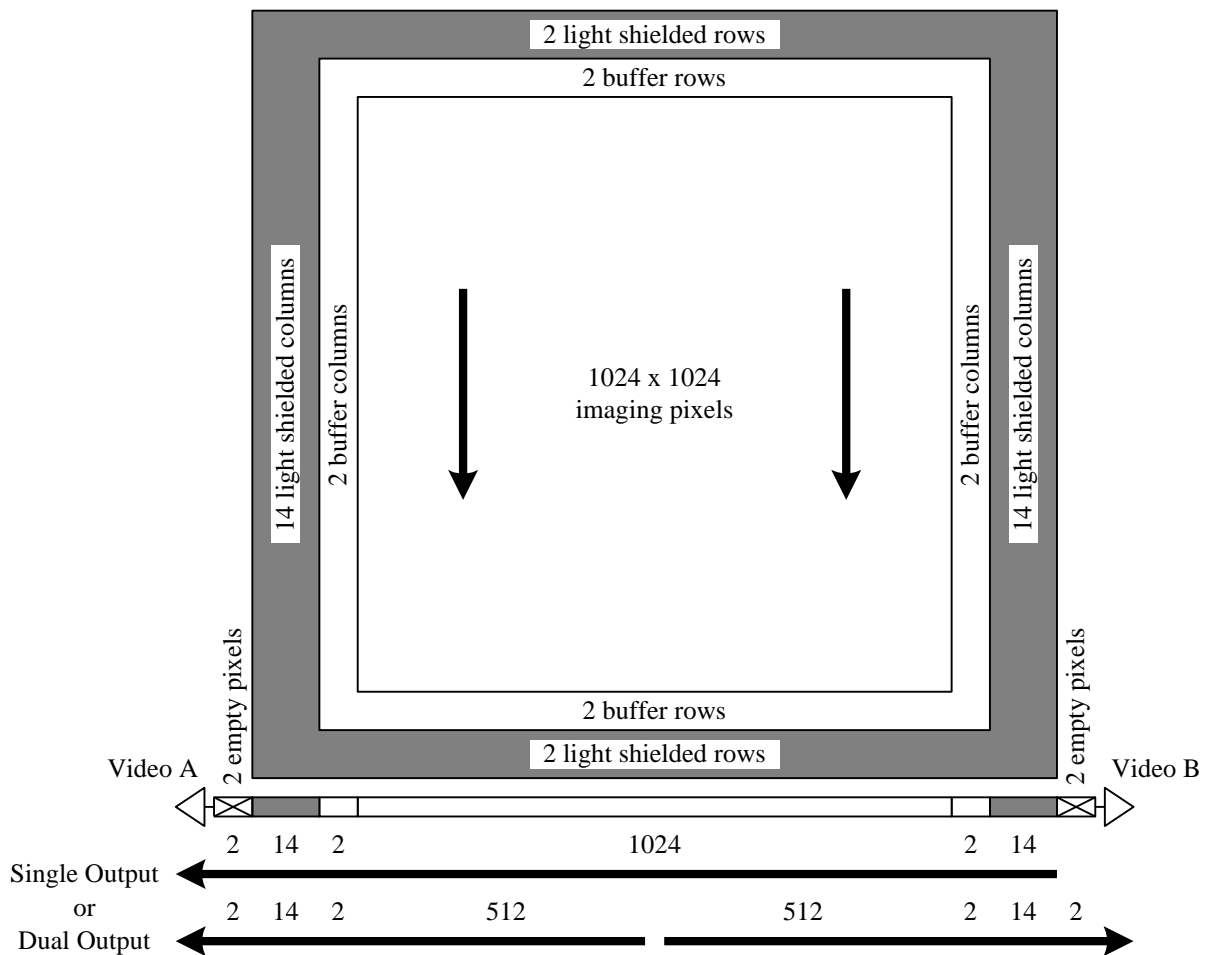 2 light shielded rows
2 buffer rows
14 light shielded columns
2 buffer columns
1024 x 1024
imaging pixels
2 buffer columns
14 light shielded columns
2 buffer rows
2 light shielded rows
2 empty pixels
2 empty pixels
Video A
Video B
2 14 2 1024 2 14
Single Output
or
2 14 2 512 512 2 14 2
Dual Output